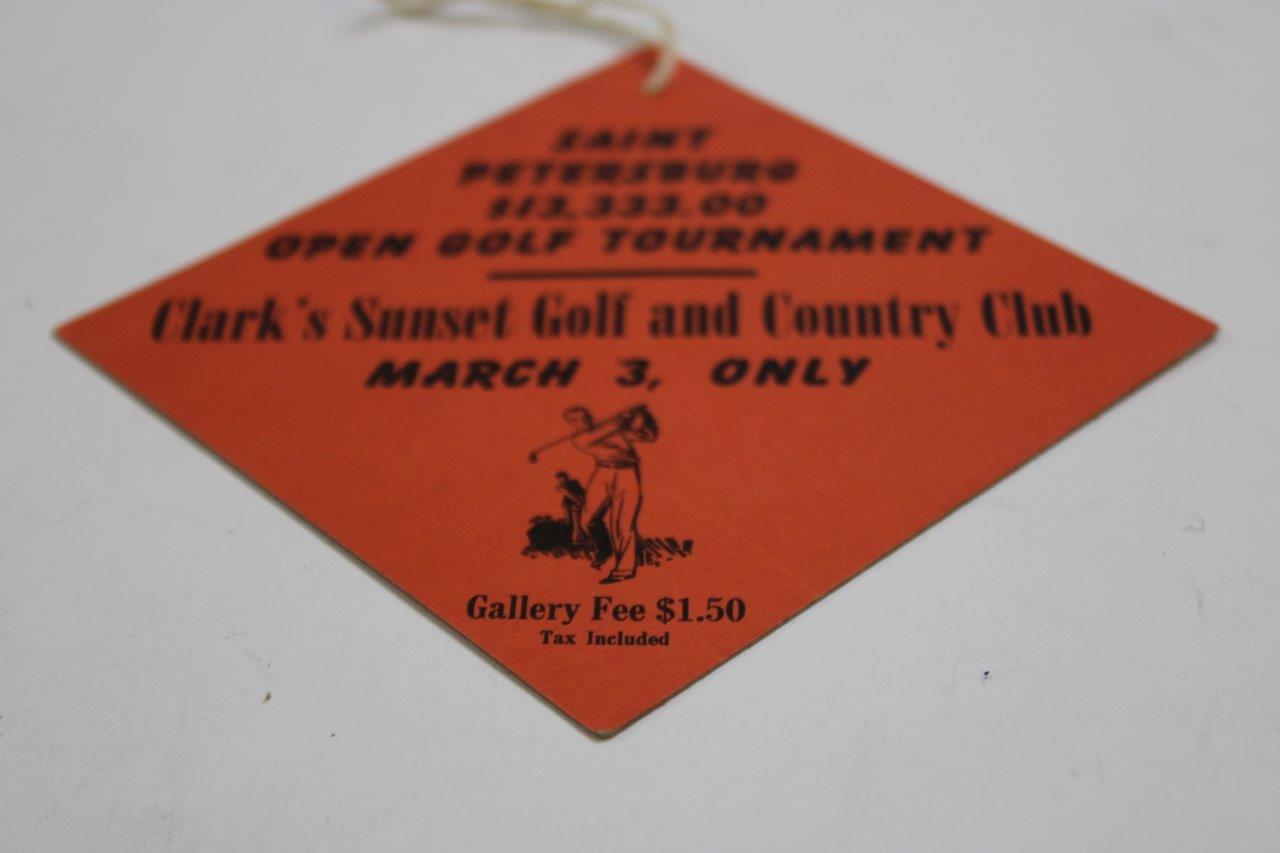 SAINT
PETERSBURG
$13,333.00
OPEN GOLF TOURNAMENT
Clark's Sunset Golf and Country Club
MARCH 3, ONLY
Gallery Fee $1.50
Tax Included